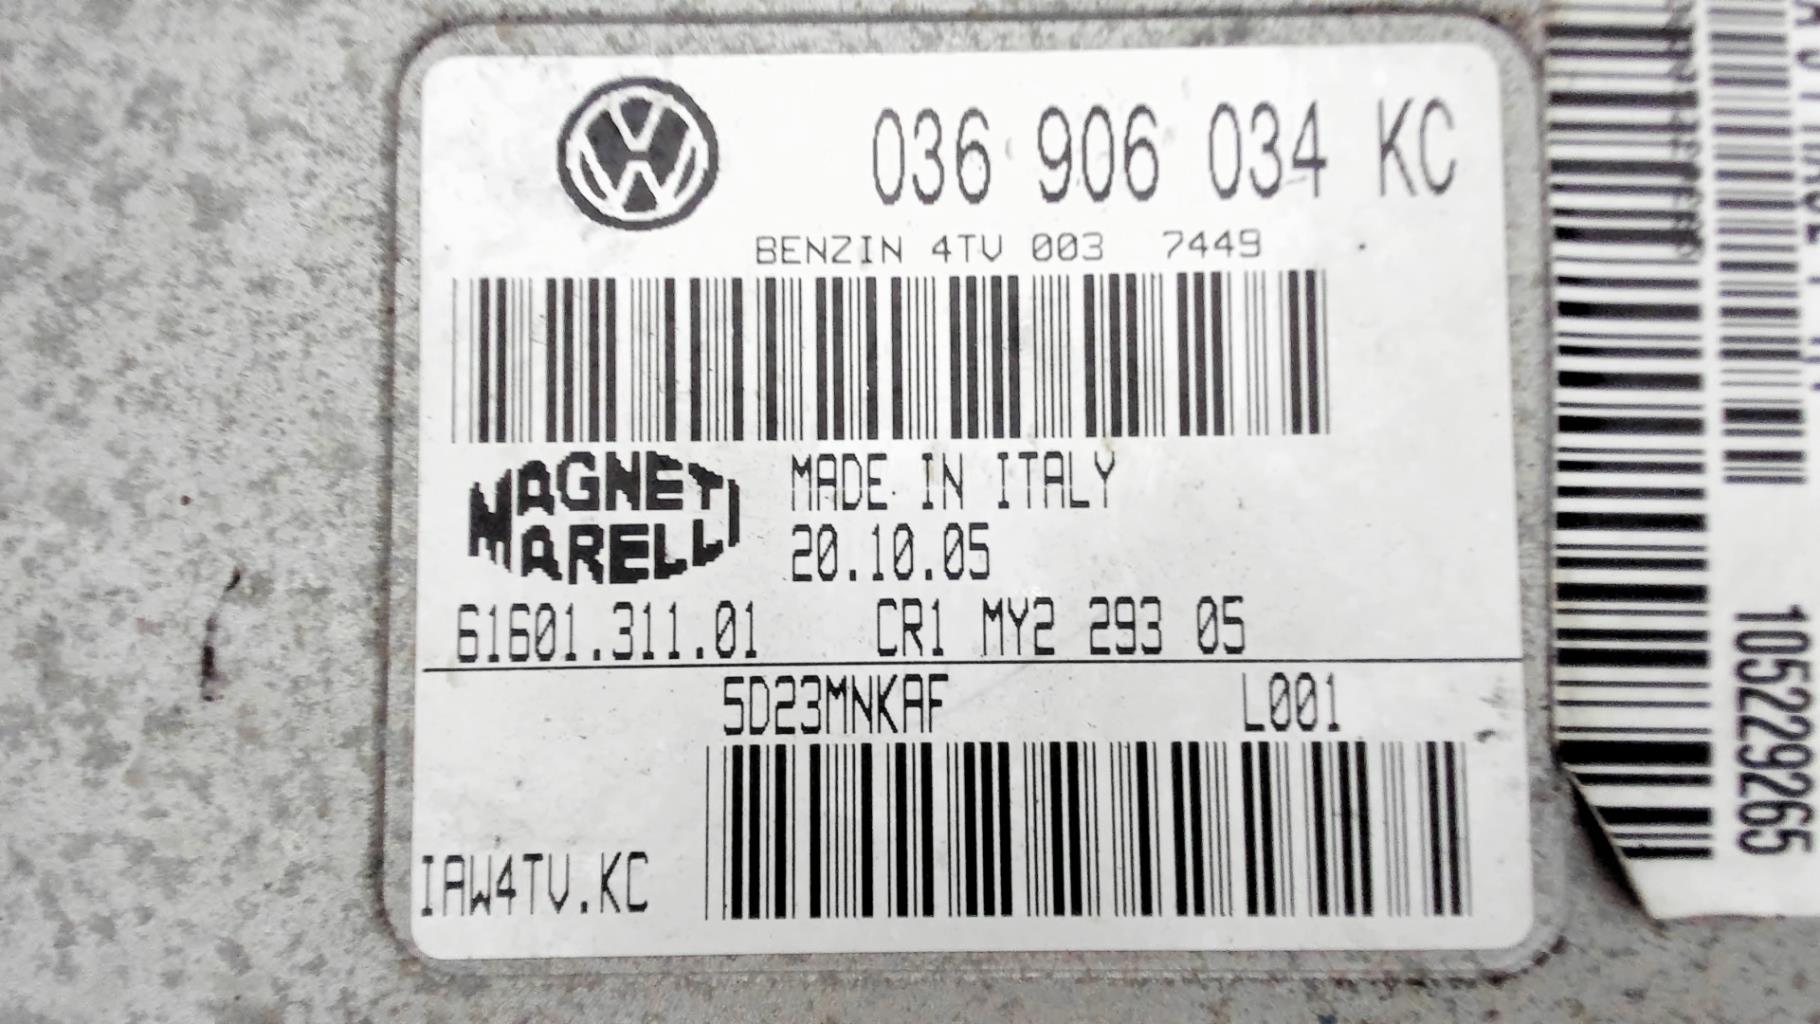 036 906 034 KC
BENZIN 4TV 003 7449
MAGNETI MARELLI
MADE IN ITALY
20.10.05
61601.311.01 CR1 MY2 293 05
5D23MNKAF L001
IAW4TV.KC
1052229265